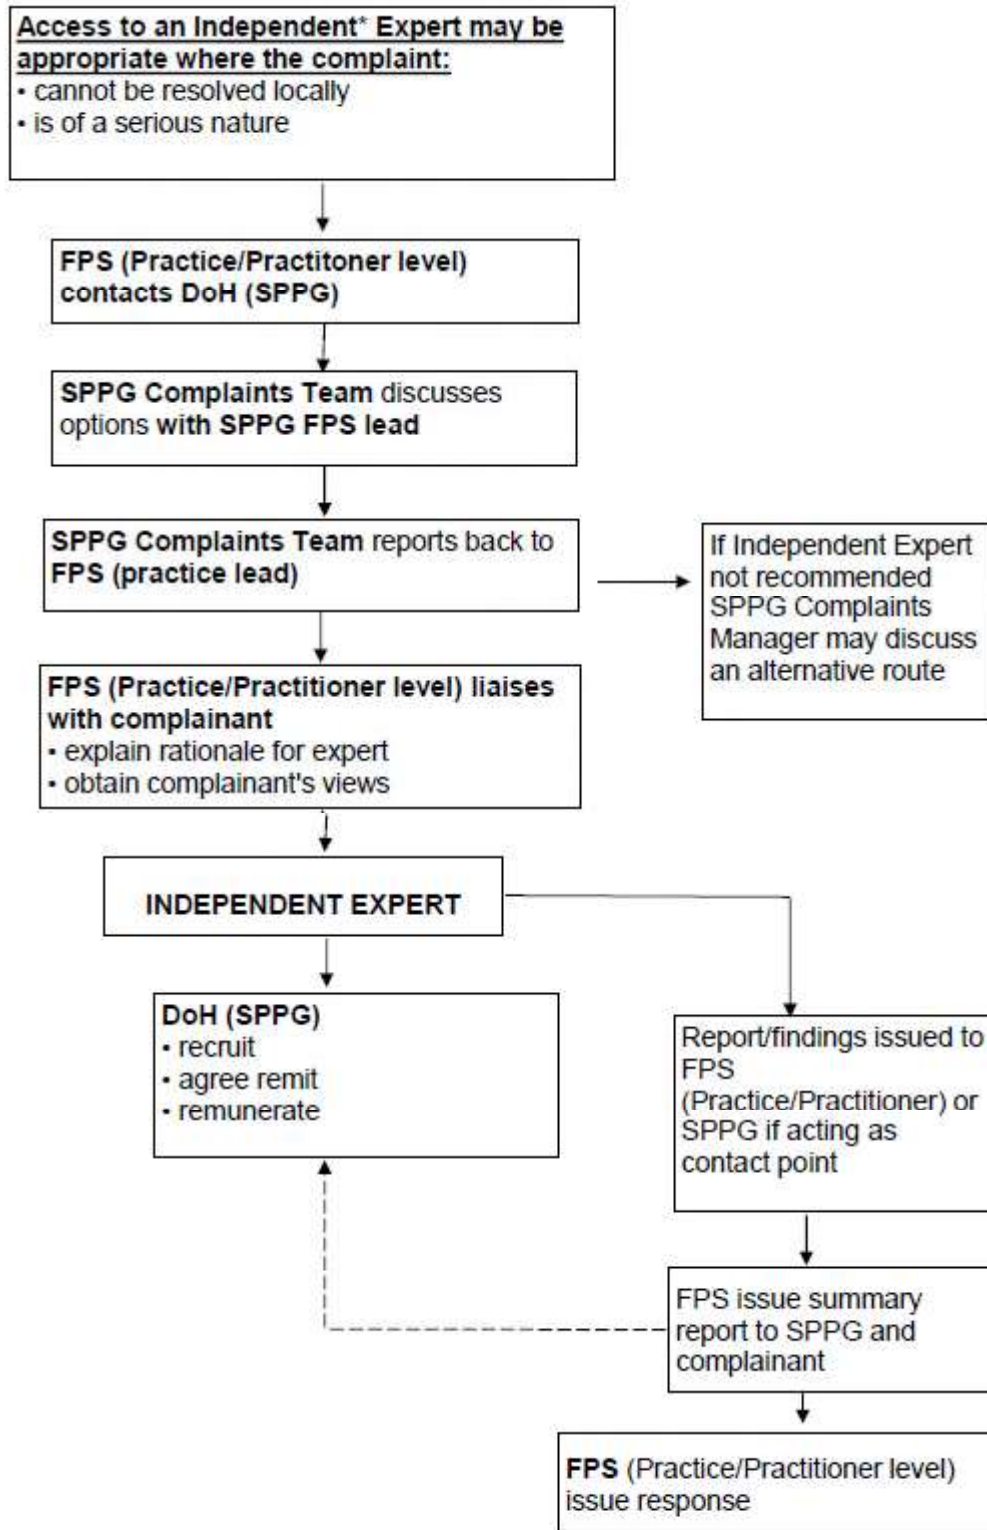 Access to an Independent* Expert may be
appropriate where the complaint:
• cannot be resolved locally
• is of a serious nature
FPS (Practice/Practitoner level)
contacts DoH (SPPG)
SPPG Complaints Team discusses
options with SPPG FPS lead
SPPG Complaints Team reports back to
FPS (practice lead)
If Independent Expert
not recommended
SPPG Complaints
Manager may discuss
an alternative route
FPS (Practice/Practitioner level) liaises
with complainant
• explain rationale for expert
• obtain complainant's views
INDEPENDENT EXPERT
DoH (SPPG)
• recruit
• agree remit
• remunerate
Report/findings issued to
FPS
(Practice/Practitioner) or
SPPG if acting as
contact point
FPS issue summary
report to SPPG and
complainant
FPS (Practice/Practitioner level)
issue response